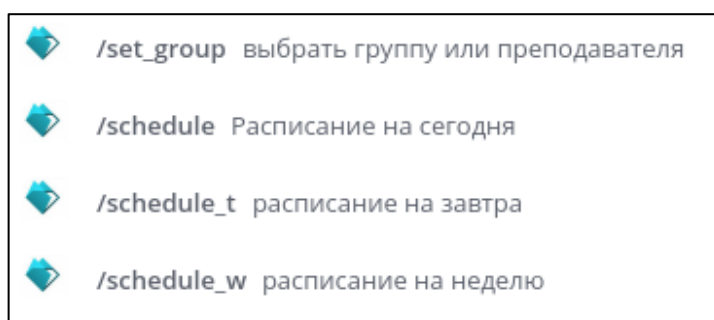 /set_group выбрать группу или преподавателя
/schedule Расписание на сегодня
/schedule_t расписание на завтра
/schedule_w расписание на неделю